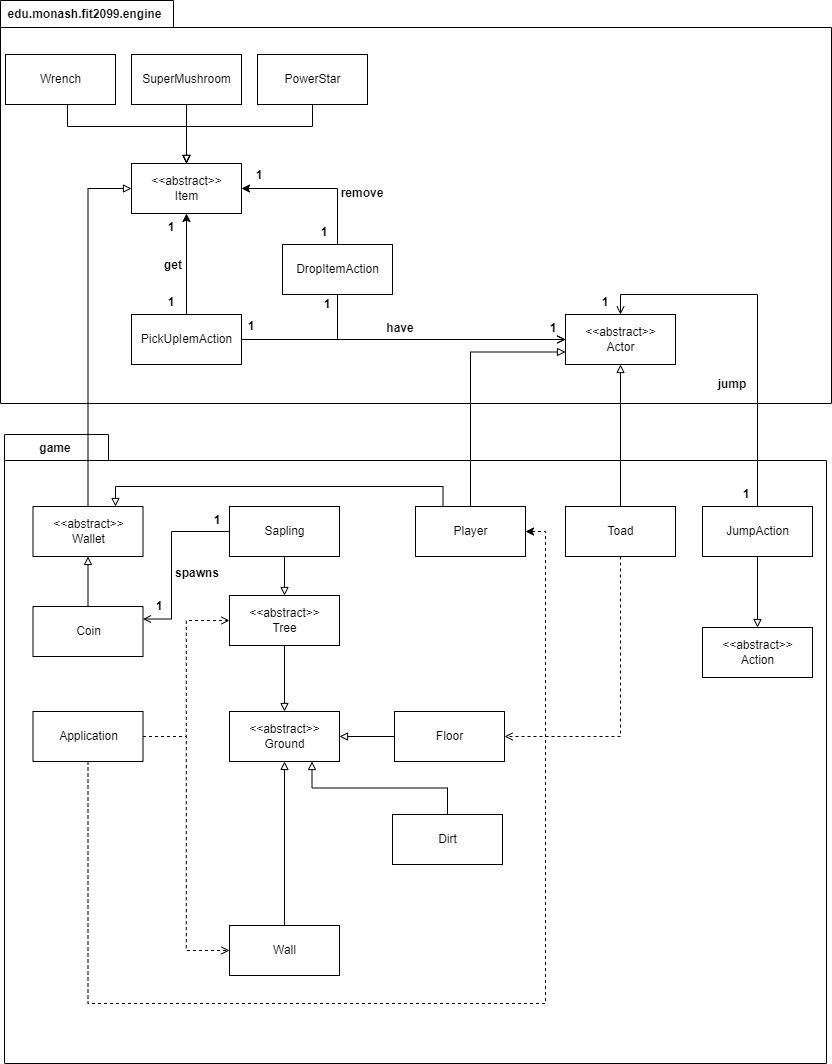 edu.monash.fit2099.engine
Wrench
SuperMushroom
PowerStar
<<abstract>>
Item
1
remove
1
get
1
1
DropItemAction
1
PickUpIemAction
1
have
1
1
<<abstract>>
Actor
jump
game
1
<<abstract>>
Wallet
1
Sapling
Player
Toad
JumpAction
spawns
1
Coin
<<abstract>>
Tree
<<abstract>>
Action
Application
<<abstract>>
Ground
Floor
Dirt
Wall